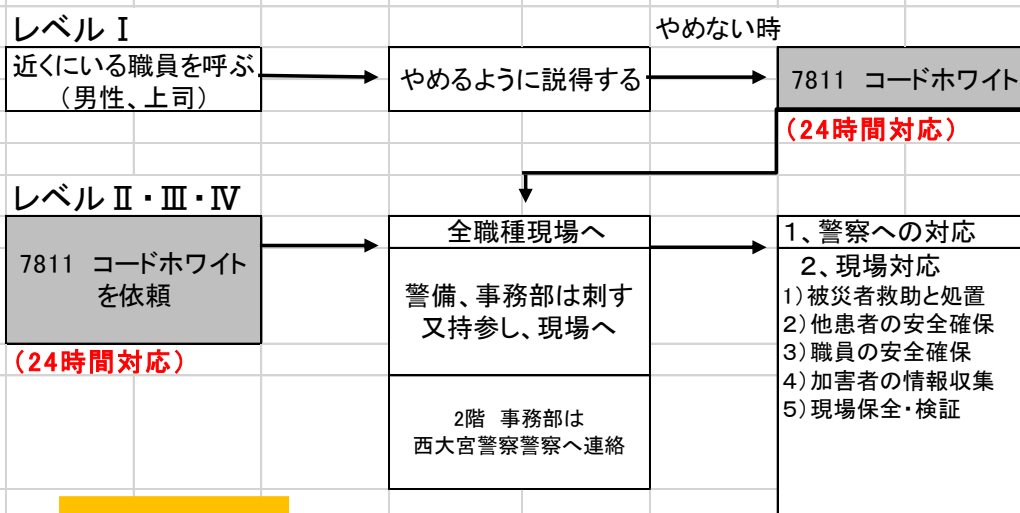 レベル Ⅰ
やめない時
近くにいる職員を呼ぶ
（男性、上司）
やめるように説得する
7811 コードホワイト
（24時間対応）
レベル Ⅱ・Ⅲ・Ⅳ
7811 コードホワイト
を依頼
（24時間対応）
全職種現場へ
警備、事務部は刺す
又持参し、現場へ
2階 事務部は
西大宮警察警察へ連絡
1、警察への対応
2、現場対応
1）被災者救助と処置
2）他患者の安全確保
3）職員の安全確保
4）加害者の情報収集
5）現場保全・検証